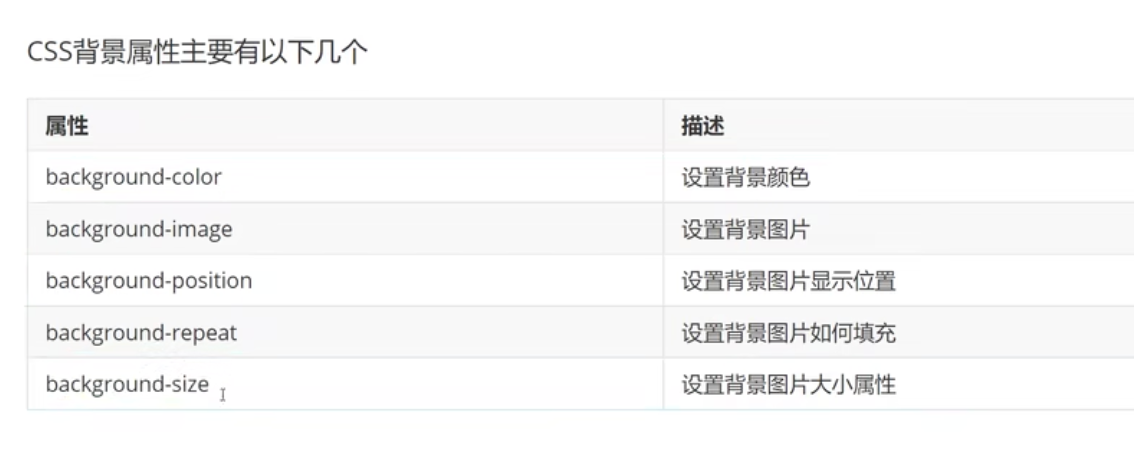 CSS背景属性主要有以下几个
属性 描述
background-color 设置背景颜色
background-image 设置背景图片
background-position 设置背景图片显示位置
background-repeat 设置背景图片如何填充
background-size 设置背景图片大小属性